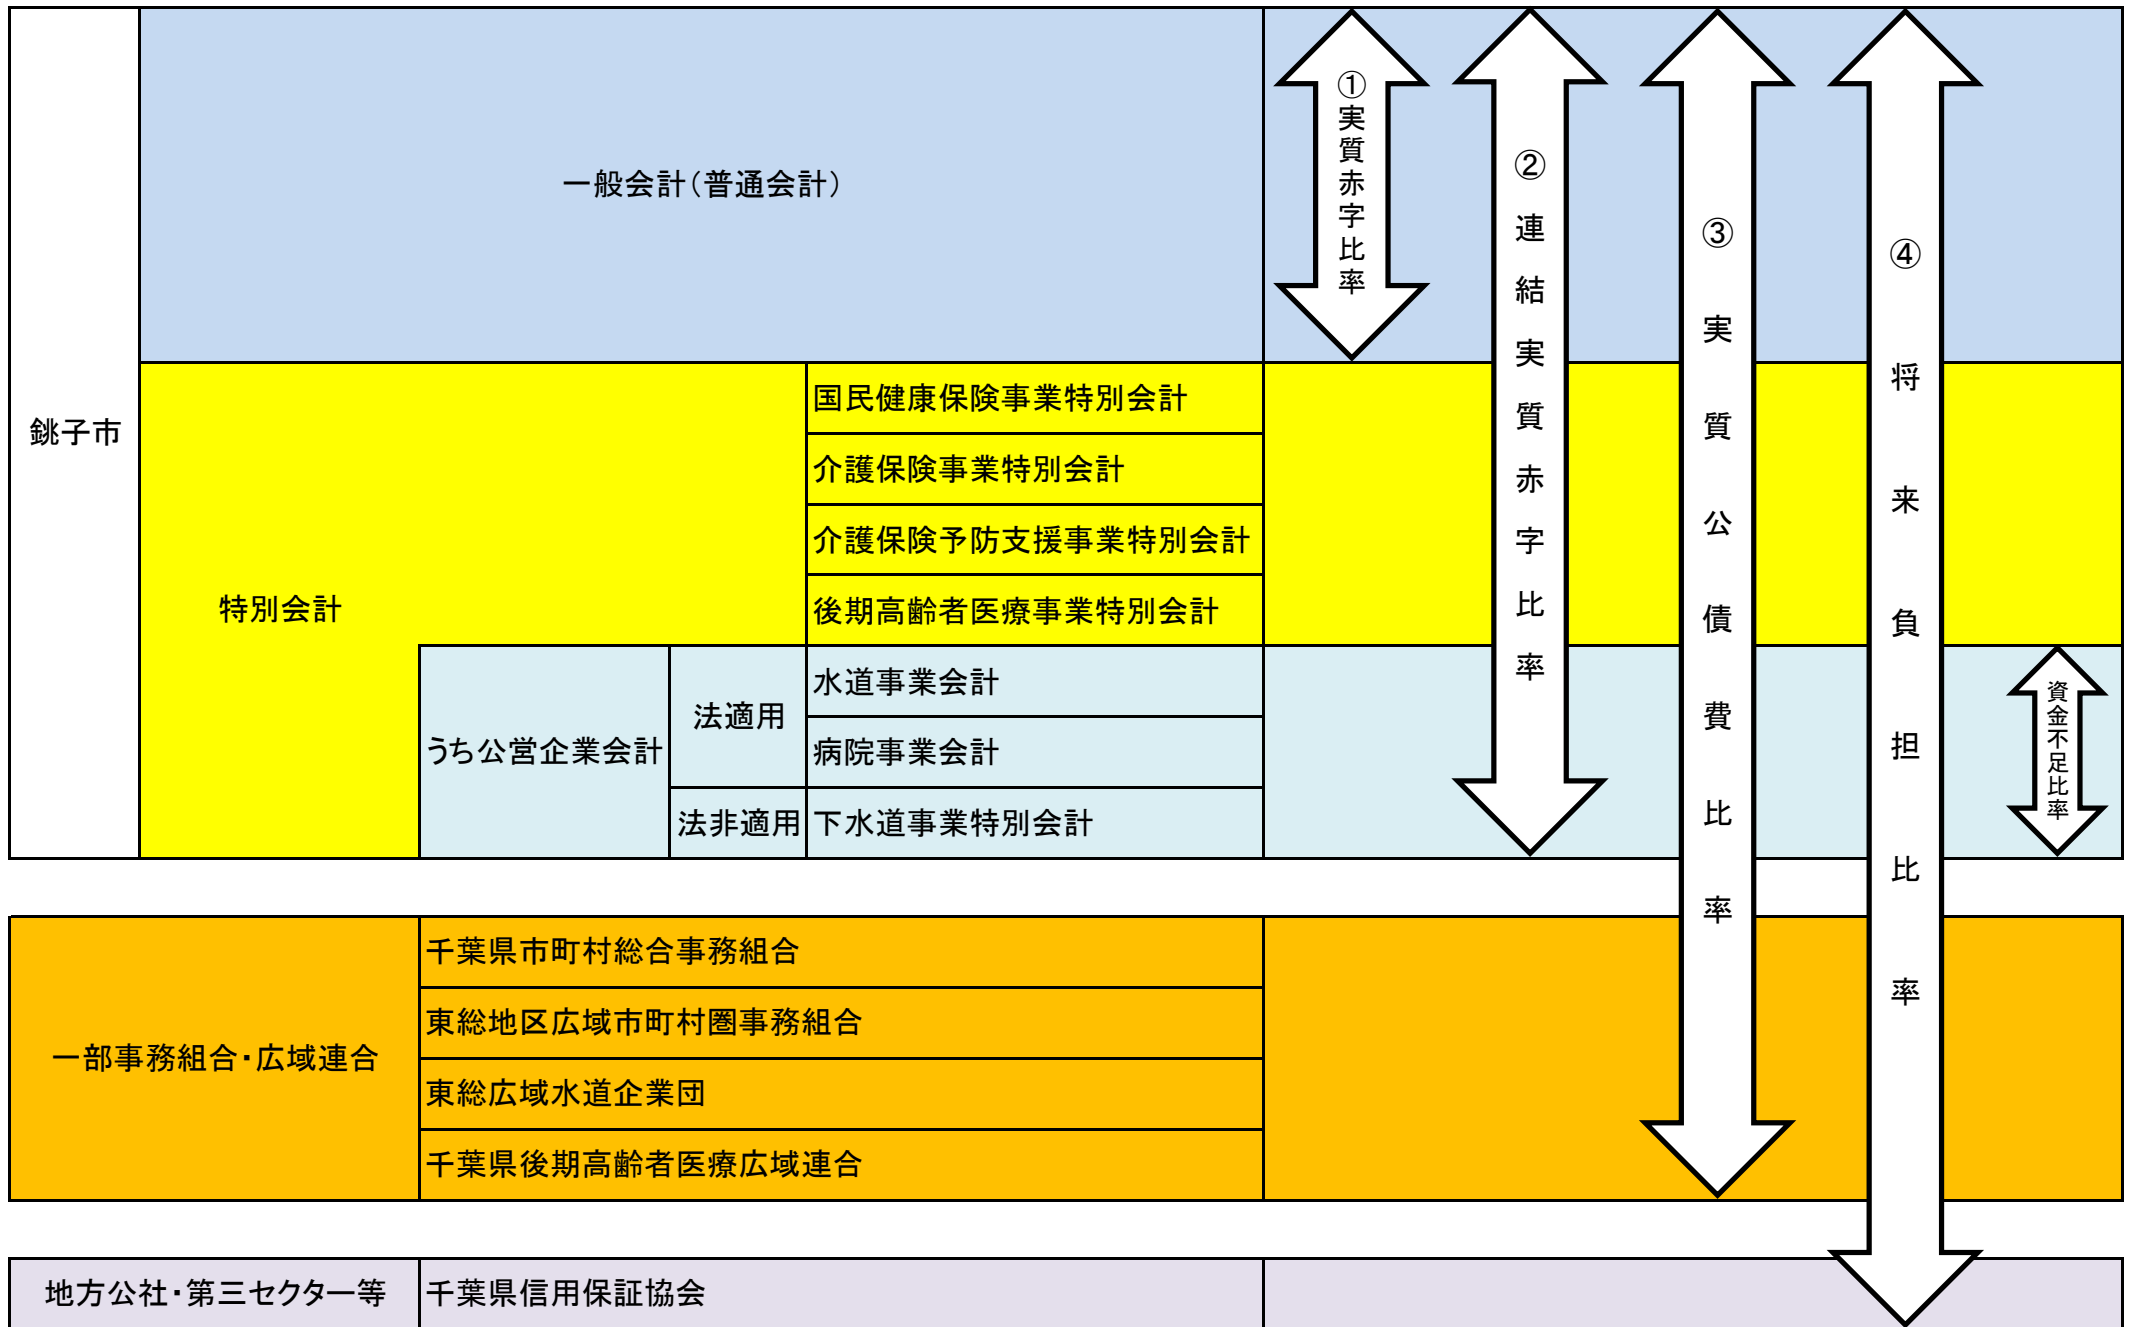 銚子市
一般会計（普通会計）
①実質赤字比率
②連結実質赤字比率
③実質公債費比率
④将来負担比率
特別会計
国民健康保険事業特別会計
介護保険事業特別会計
介護保険予防支援事業特別会計
後期高齢者医療事業特別会計
うち公営企業会計
法適用
水道事業会計
病院事業会計
法非適用
下水道事業特別会計
資金不足比率
一部事務組合・広域連合
千葉県市町村総合事務組合
東総地区広域市町村圏事務組合
東総広域水道企業団
千葉県後期高齢者医療広域連合
地方公社・第三セクター等
千葉県信用保証協会